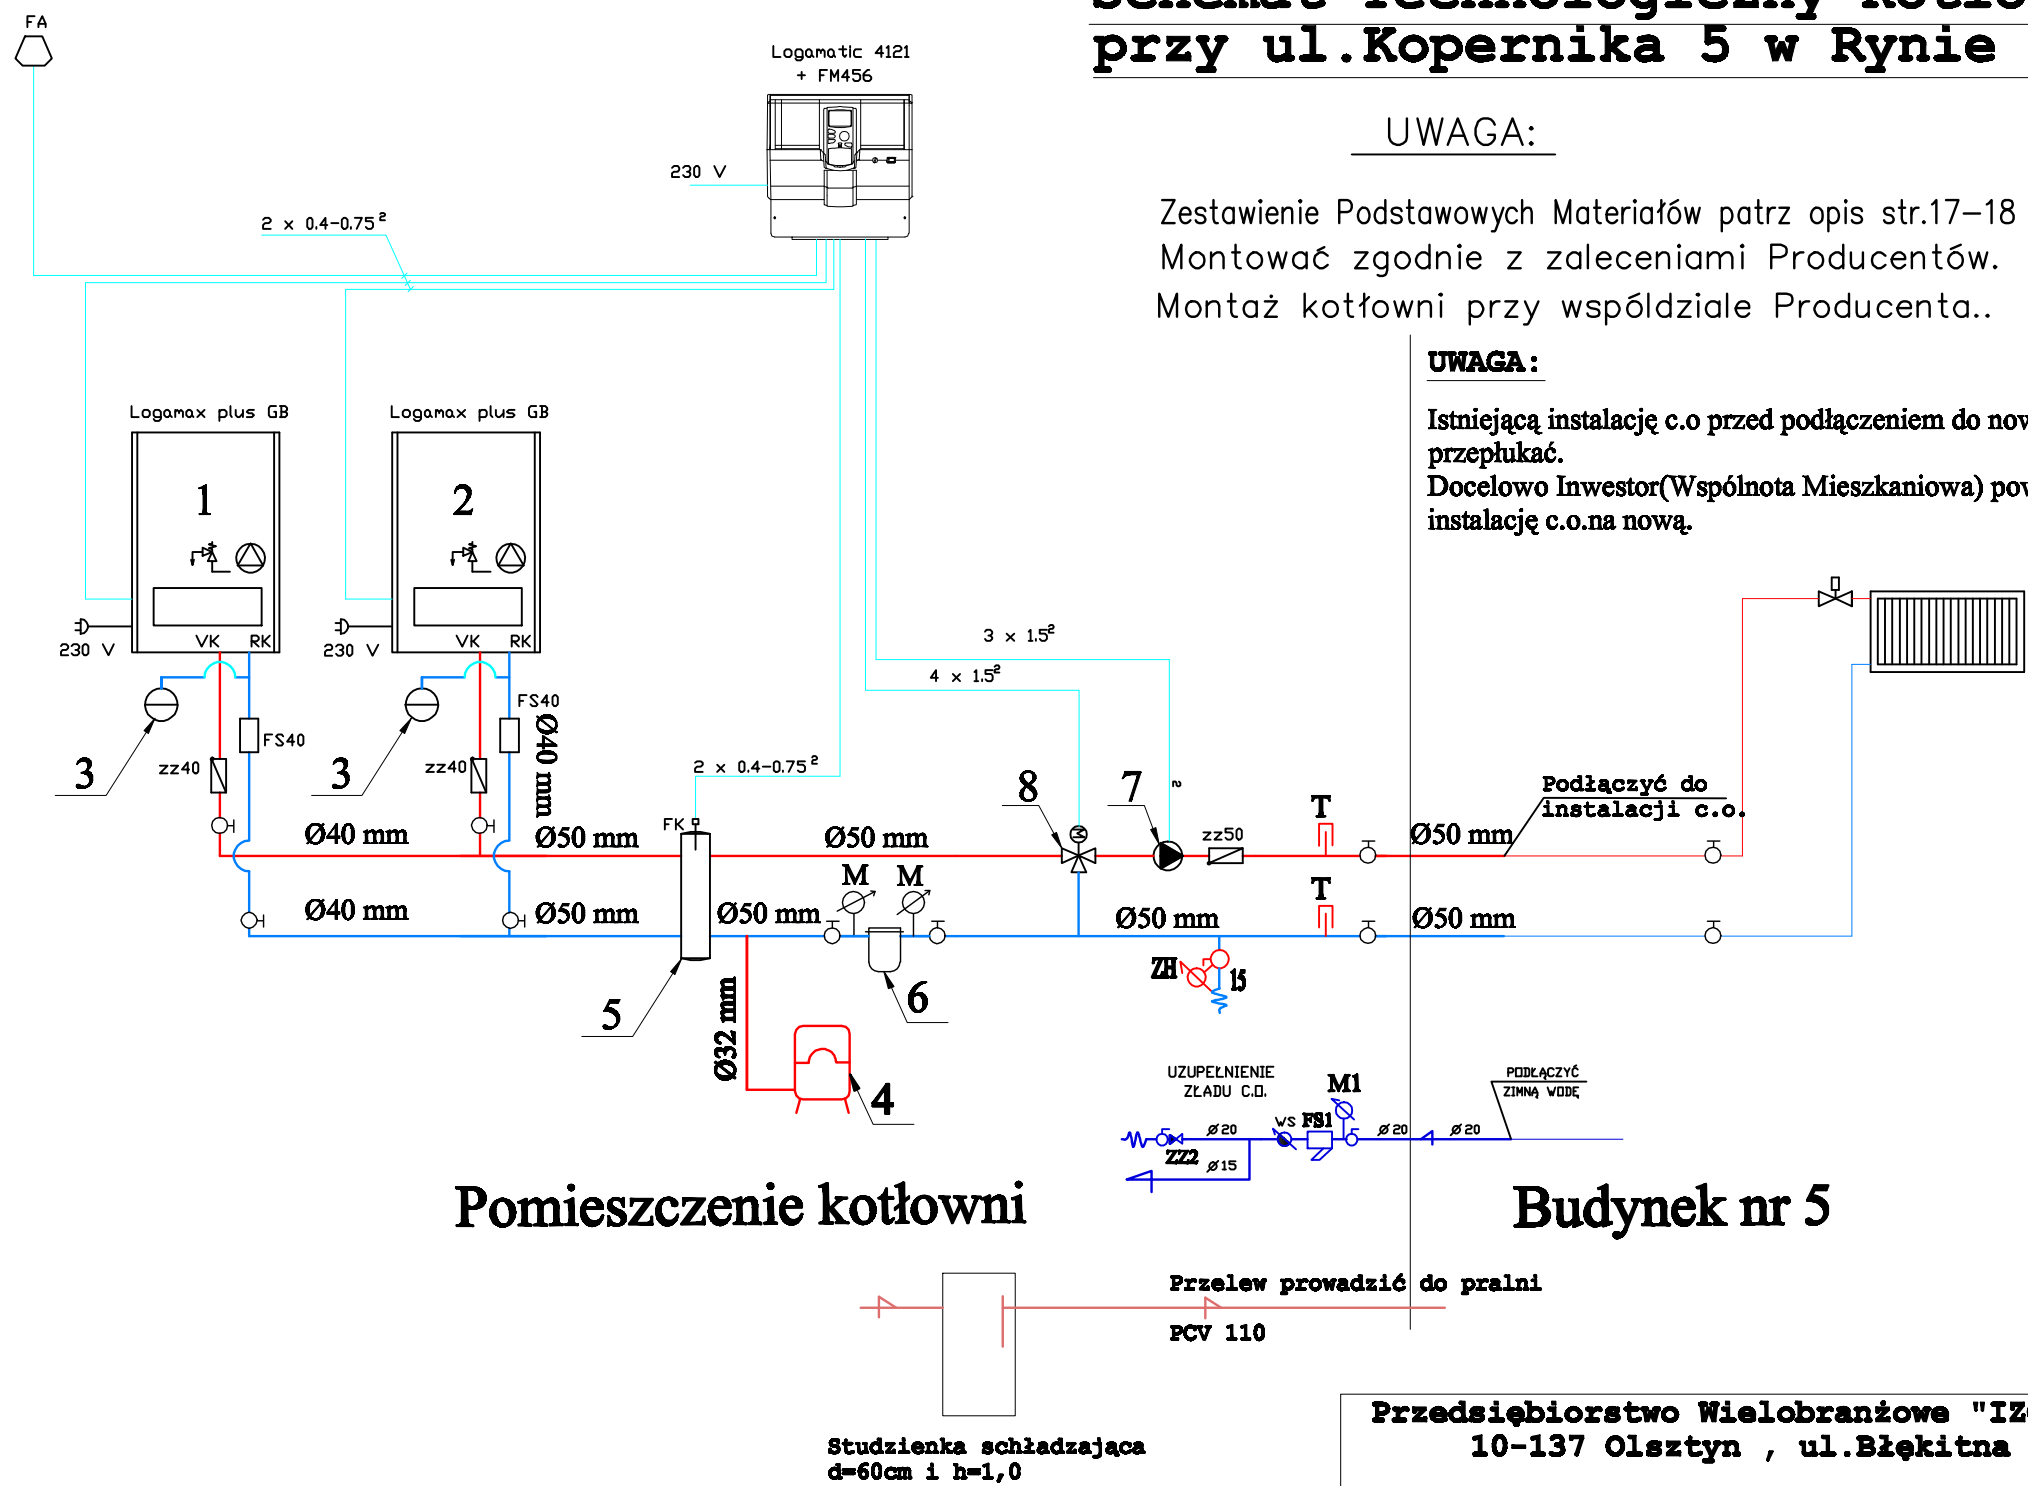 Schemat Technologiczny
przy ul.Kopernika 5 w Rynie
UWAGA:
Zestawienie Podstawowych Materiałów patrz opis str.17-18
Montować zgodnie z zaleceniami Producentów.
Montaż kotłowni przy wspóldziale Producenta..
UWAGA:
Istniejącą instalację c.o przed podłączeniem do
przepłukać.
Docelowo Inwestor(Wspólnota Mieszkaniowa)
instalację c.o.na nową.
FA
Logamatic 4121
+ FM456
230 V
2 x 0.4-0.75²
Logamax plus GB
Logamax plus GB
1
2
VK RK
VK RK
230 V
230 V
3 x 1.5²
4 x 1.5²
FS40
FS40
Ø40 mm
zz40
zz40
3
3
2 x 0.4-0.75²
8
7
~
FK
M
zz50
T
Podłączyć do
instalacji c.o.
Ø40 mm
Ø50 mm
Ø50 mm
Ø50 mm
M
M
T
Ø40 mm
Ø50 mm
Ø50 mm
Ø50 mm
Ø50 mm
ZH
15
5
6
Ø32 mm
4
UZUPEŁNIENIE
ZŁADU C.O.
M1
PODŁĄCZYĆ
ZIMNĄ WODĘ
WS
FS1
Ø20
Ø20
Ø20
ZZ2
Ø15
Pomieszczenie kotłowni
Budynek nr 5
Przelew prowadzić do pralni
PCV 110
Studzienka schładzająca
d=60cm i h=1,0
Przedsiębiorstwo Wielobranżowe
10-137 Olsztyn , ul.Błękitna